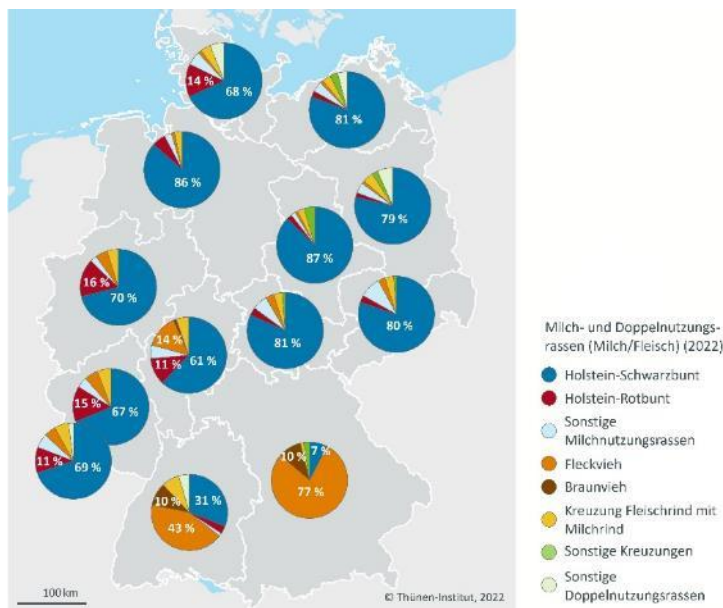 14 %
68 %
81 %
86 %
79 %
87 %
16 %
70 %
80 %
81 %
14 %
61 %
11 %
15 %
67 %
11 %
69 %
10 %
7 %
77 %
10 %
31 %
43 %
100 km
© Thünen-Institut, 2022
Milch- und Doppelnutzungs-
rassen (Milch/Fleisch) (2022)
Holstein-Schwarzbunt
Holstein-Rotbunt
Sonstige
Milchnutzungsrassen
Fleckvieh
Braunvieh
Kreuzung Fleischrind mit
Milchrind
Sonstige Kreuzungen
Sonstige
Doppelnutzungsrassen